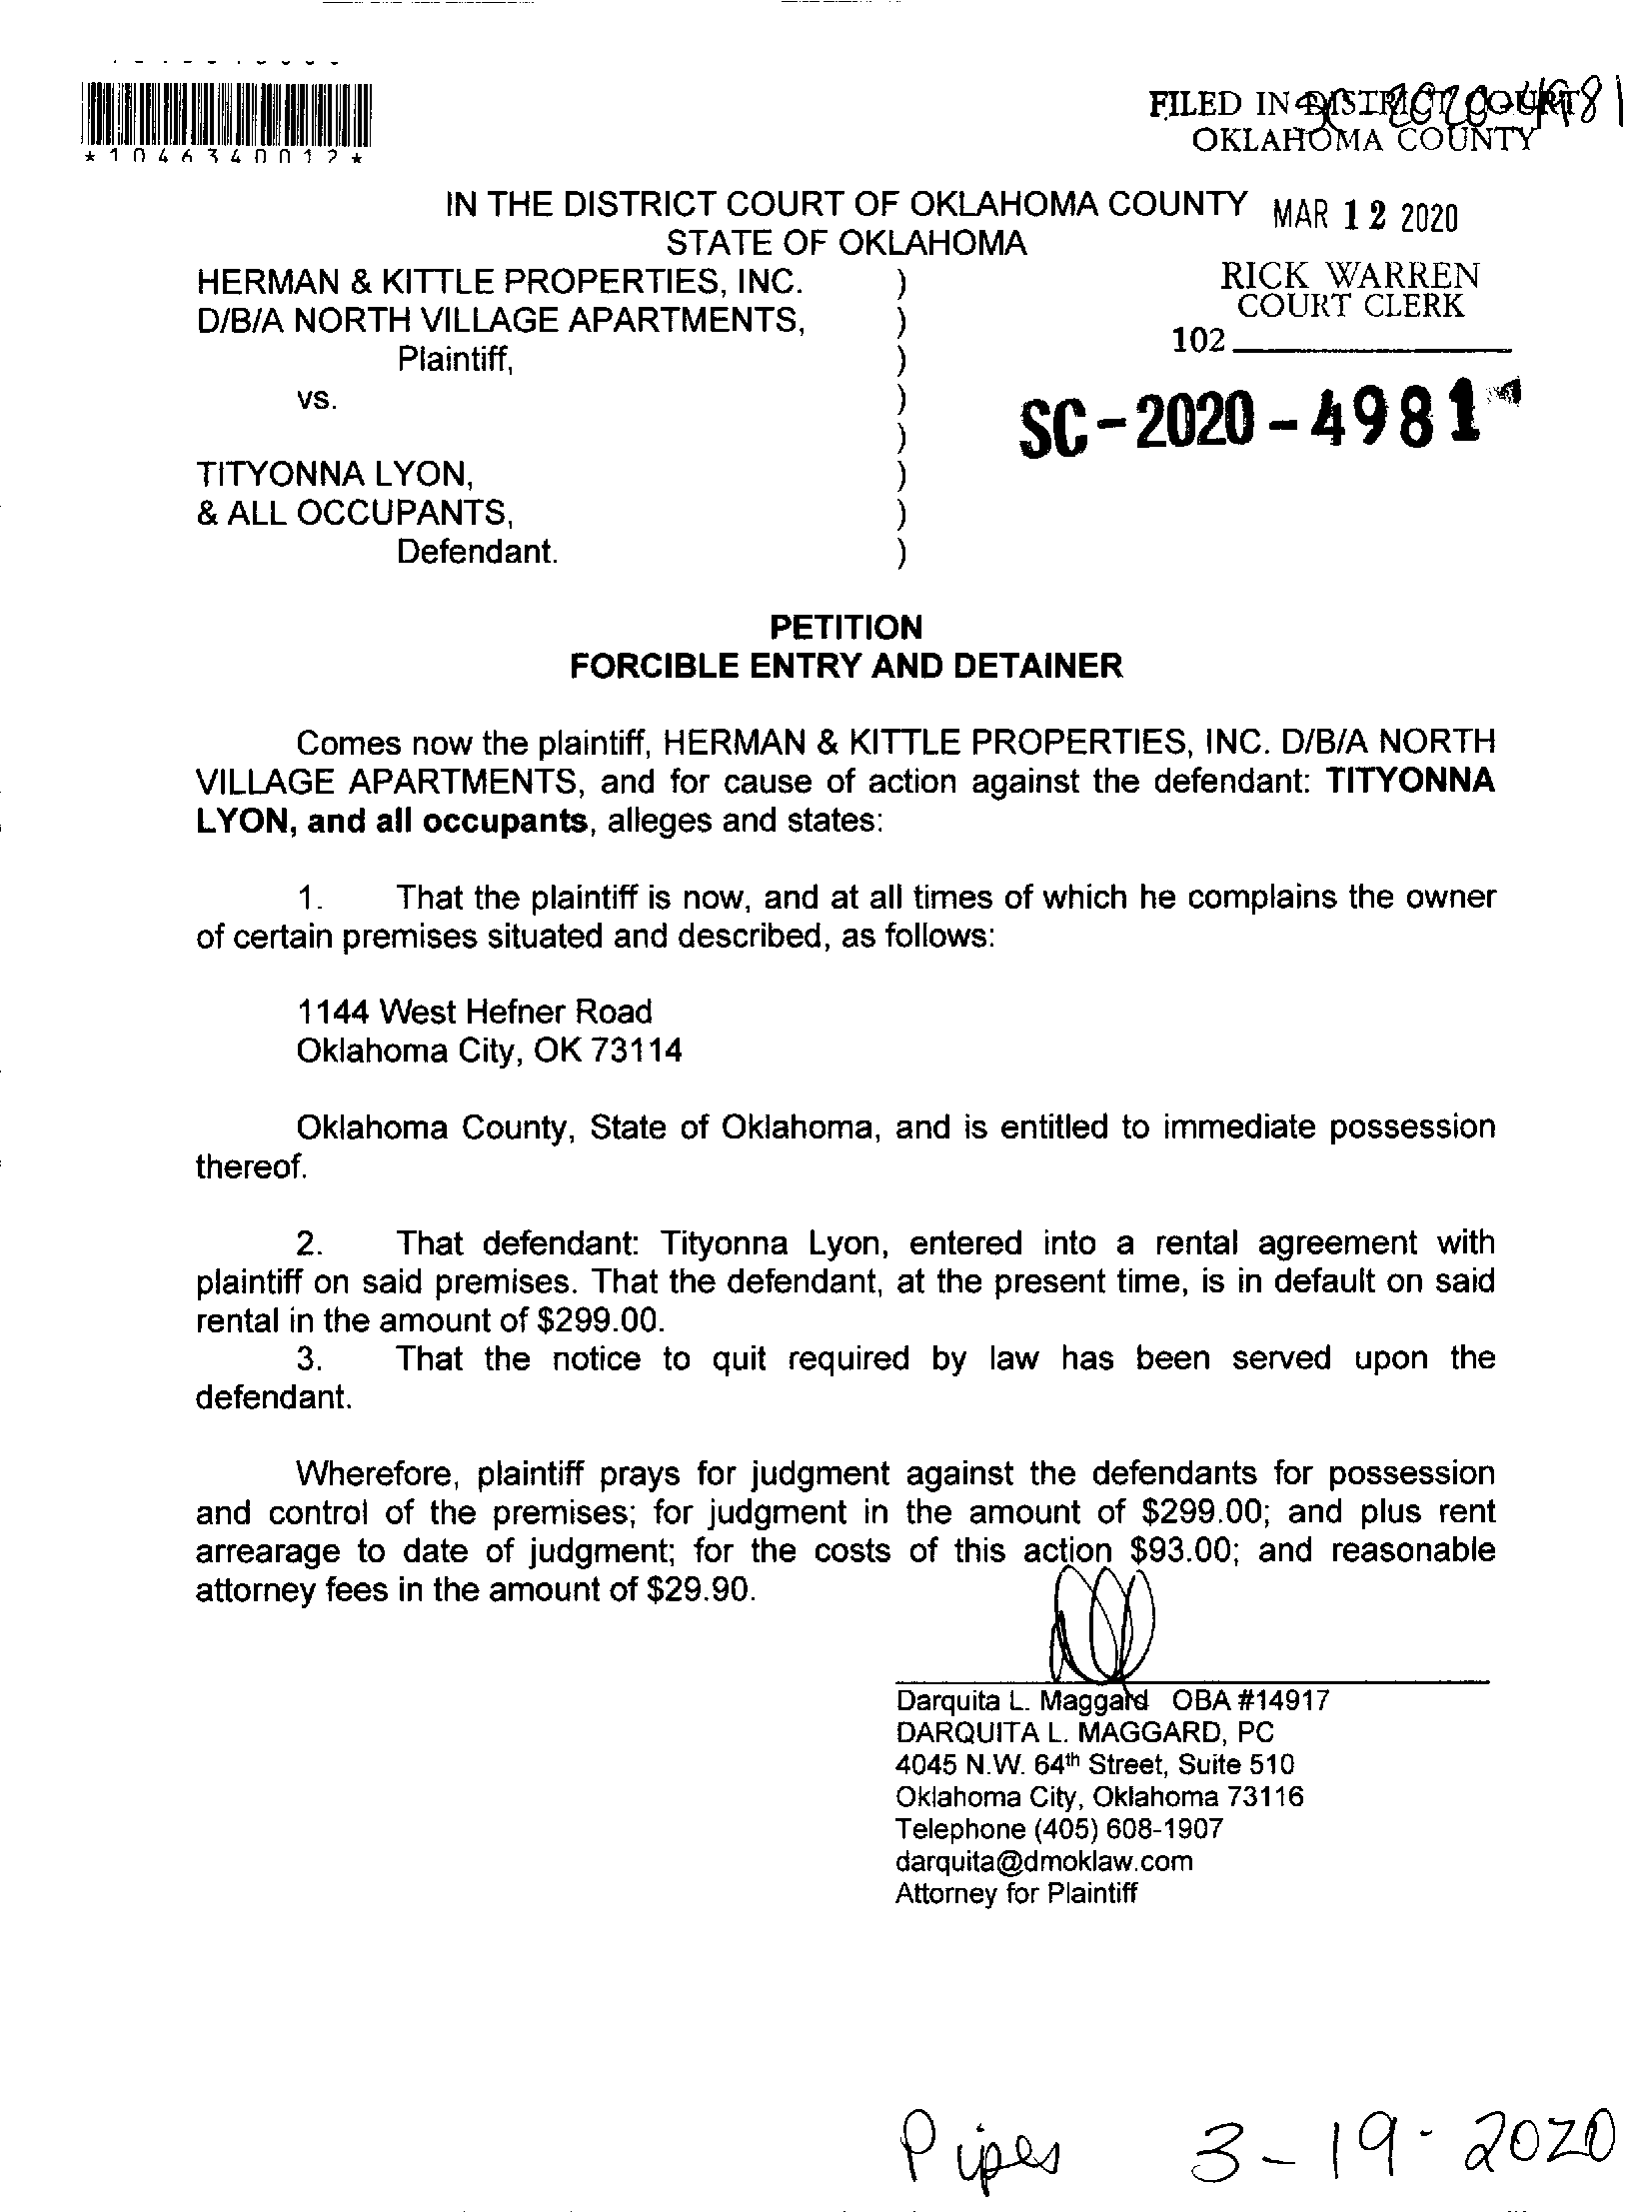 SC 2020-4981
FILED IN DISTRICT COURT
OKLAHOMA COUNTY
*1046340012*
IN THE DISTRICT COURT OF OKLAHOMA COUNTY
MAR 12 2020
STATE OF OKLAHOMA
HERMAN & KITTLE PROPERTIES, INC. )
RICK WARREN
COURT CLERK
D/B/A NORTH VILLAGE APARTMENTS, )
102
Plaintiff, )
vs. )
)
SC-2020-4981
TITYONNA LYON, )
& ALL OCCUPANTS, )
Defendant. )
PETITION
FORCIBLE ENTRY AND DETAINER
Comes now the plaintiff, HERMAN & KITTLE PROPERTIES, INC. D/B/A NORTH
VILLAGE APARTMENTS, and for cause of action against the defendant: TITYONNA
LYON, and all occupants, alleges and states:
1. That the plaintiff is now, and at all times of which he complains the owner
of certain premises situated and described, as follows:
1144 West Hefner Road
Oklahoma City, OK 73114
Oklahoma County, State of Oklahoma, and is entitled to immediate possession
thereof.
2. That defendant: Tityonna Lyon, entered into a rental agreement with
plaintiff on said premises. That the defendant, at the present time, is in default on said
rental in the amount of $299.00.
3. That the notice to quit required by law has been served upon the
defendant.
Wherefore, plaintiff prays for judgment against the defendants for possession
and control of the premises; for judgment in the amount of $299.00; and plus rent
arrearage to date of judgment; for the costs of this action $93.00; and reasonable
attorney fees in the amount of $29.90.
Darquita L. Maggard OBA #14917
DARQUITA L. MAGGARD, PC
4045 N.W. 64th Street, Suite 510
Oklahoma City, Oklahoma 73116
Telephone (405) 608-1907
darquita@dmoklaw.com
Attorney for Plaintiff
Pipes 3-19-2020